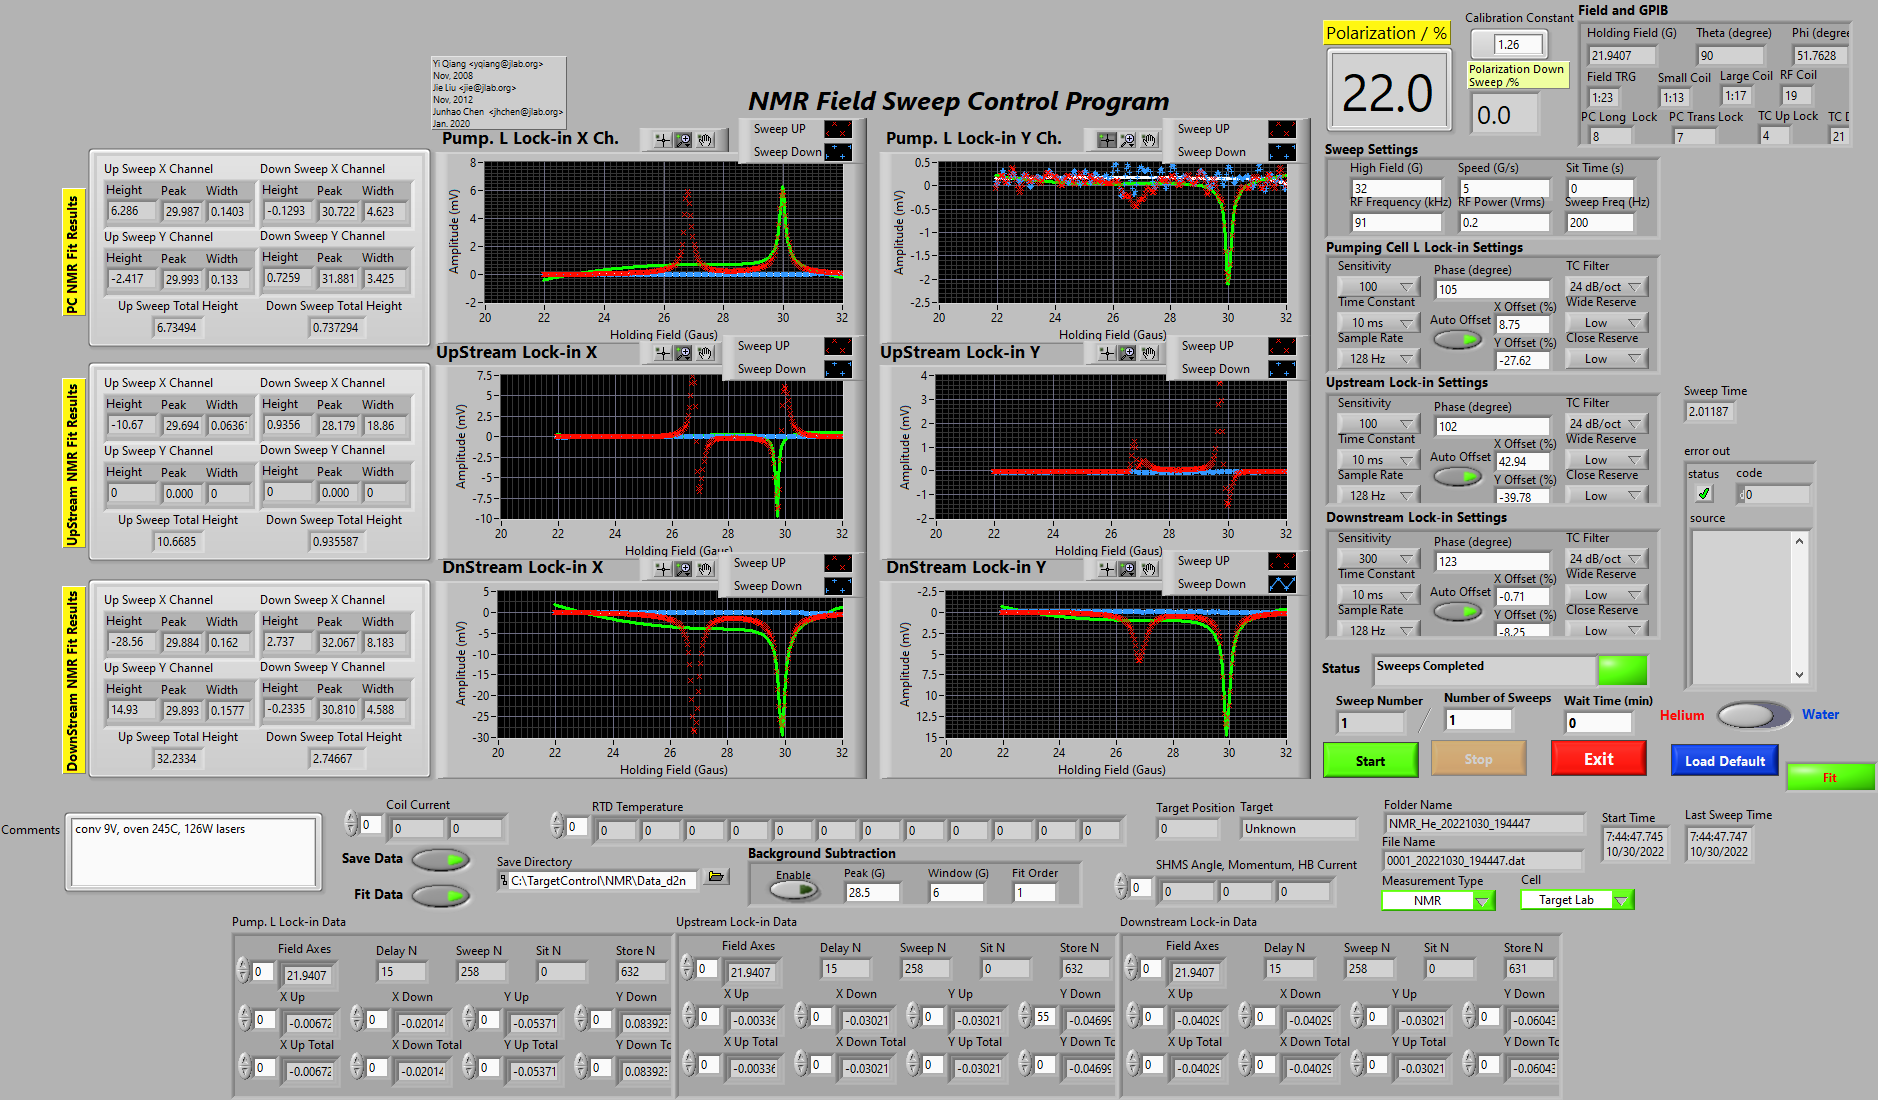 Yi Qiang <yqiang@jlab.org>
Nov, 2008
Jie Liu <jie@jlab.org>
Nov, 2012
Junhao Chen <jhchen@jlab.org>
Jan. 2020
NMR Field Sweep Control Program
Polarization / %
22.0
Calibration Constant
1.26
Polarization Down
Sweep /%
0.0
Field and GPIB
Holding Field (G) Theta (degree) Phi (degree
21.9407 90 51.7628
Field TRG Small Coil Large Coil RF Coil
1:23 1:13 1:17 19
PC Long Lock PC Trans Lock TC Up Lock TC D
8 7 4 21
PC NMR Fit Results
Up Sweep X Channel Down Sweep X Channel
Height Peak Width Height Peak Width
6.286 29.987 0.1403 -0.1293 30.722 4.623
Up Sweep Y Channel Down Sweep Y Channel
Height Peak Width Height Peak Width
-2.417 29.993 0.133 0.7259 31.881 3.425
Up Sweep Total Height Down Sweep Total Height
6.73494 0.737294
UpStream NMR Fit Results
Up Sweep X Channel Down Sweep X Channel
Height Peak Width Height Peak Width
-10.67 29.694 0.06361 0.9356 28.179 18.86
Up Sweep Y Channel Down Sweep Y Channel
Height Peak Width Height Peak Width
0 0.000 0 0 0.000 0
Up Sweep Total Height Down Sweep Total Height
10.6685 0.935587
DownStream NMR Fit Results
Up Sweep X Channel Down Sweep X Channel
Height Peak Width Height Peak Width
-28.56 29.884 0.162 2.737 32.067 8.183
Up Sweep Y Channel Down Sweep Y Channel
Height Peak Width Height Peak Width
14.93 29.893 0.1577 -0.2335 30.810 4.588
Up Sweep Total Height Down Sweep Total Height
32.2334 2.74667
Pump. L Lock-in X Ch.
Sweep UP
Sweep Down
Amplitude (mV)
8
6
4
2
0
-2
20 22 24 26 28 30 32
Holding Field (Gaus)
Pump. L Lock-in Y Ch.
Sweep UP
Sweep Down
Amplitude (mV)
0.5
0
-0.5
-1
-1.5
-2
-2.5
20 22 24 26 28 30 32
Holding Field (Gaus)
UpStream Lock-in X
Sweep UP
Sweep Down
Amplitude (mV)
7.5
5
2.5
0
-2.5
-5
-7.5
-10
20 22 24 26 28 30 32
Holding Field (Gaus)
UpStream Lock-in Y
Sweep UP
Sweep Down
Amplitude (mV)
4
3
2
1
0
-1
-2
20 22 24 26 28 30 32
Holding Field (Gaus)
DnStream Lock-in X
Sweep UP
Sweep Down
Amplitude (mV)
5
0
-5
-10
-15
-20
-25
-30
20 22 24 26 28 30 32
Holding Field (Gaus)
DnStream Lock-in Y
Sweep UP
Sweep Down
Amplitude (mV)
-2.5
0
2.5
5
7.5
10
12.5
15
20 22 24 26 28 30 32
Holding Field (Gaus)
Sweep Settings
High Field (G) Speed (G/s) Sit Time (s)
32 5 0
RF Frequency (kHz) RF Power (Vrms) Sweep Freq (Hz)
91 0.2 200
Pumping Cell L Lock-in Settings
Sensitivity Phase (degree) TC Filter
100 105 24 dB/oct
Time Constant X Offset (%) Wide Reserve
10 ms Auto Offset 8.75 Low
Sample Rate Y Offset (%) Close Reserve
128 Hz -27.62 Low
Upstream Lock-in Settings
Sensitivity Phase (degree) TC Filter
100 102 24 dB/oct
Time Constant X Offset (%) Wide Reserve
10 ms Auto Offset 42.94 Low
Sample Rate Y Offset (%) Close Reserve
128 Hz -39.78 Low
Downstream Lock-in Settings
Sensitivity Phase (degree) TC Filter
300 123 24 dB/oct
Time Constant X Offset (%) Wide Reserve
10 ms Auto Offset -0.71 Low
Sample Rate Y Offset (%) Close Reserve
128 Hz -8.25 Low
Sweep Time
2.01187
error out
status code
0
source
Status Sweeps Completed
Sweep Number Number of Sweeps Wait Time (min)
1 / 1 0
Helium Water
Start Stop Exit Load Default Fit
Comments conv 9V, oven 245C, 126W lasers
Coil Current
0 0 0
Save Data
Fit Data
RTD Temperature
0 0 0 0 0 0 0 0 0 0 0 0 0
Save Directory
C:\TargetControl\NMR\Data_d2n
Background Subtraction
Enable Peak (G) Window (G) Fit Order
28.5 6 1
Target Position Target
0 Unknown
SHMS Angle, Momentum, HB Current
0 0 0 0
Folder Name
NMR_He_20221030_194447
File Name
0001_20221030_194447.dat
Measurement Type Cell
NMR Target Lab
Start Time
7:44:47.745
10/30/2022
Last Sweep Time
7:44:47.747
10/30/2022
Pump. L Lock-in Data
Field Axes Delay N Sweep N Sit N Store N
0 21.9407 15 258 0 632
X Up X Down Y Up Y Down
0 -0.00672 0 -0.02014 0 -0.05371 0 0.083923
X Up Total X Down Total Y Up Total Y Down To
0 -0.00672 0 -0.02014 0 -0.05371 0 0.083923
Upstream Lock-in Data
Field Axes Delay N Sweep N Sit N Store N
0 21.9407 15 258 0 632
X Up X Down Y Up Y Down
0 -0.00336 0 -0.03021 0 -0.03021 55 -0.04699
X Up Total X Down Total Y Up Total Y Down Tc
0 -0.00336 0 -0.03021 0 -0.03021 0 -0.04699
Downstream Lock-in Data
Field Axes Delay N Sweep N Sit N Store N
0 21.9407 15 258 0 631
X Up X Down Y Up Y Down
0 -0.04029 0 -0.04029 0 -0.03021 0 -0.06043
X Up Total X Down Total Y Up Total Y Down Tc
0 -0.04029 0 -0.04029 0 -0.03021 0 -0.06043